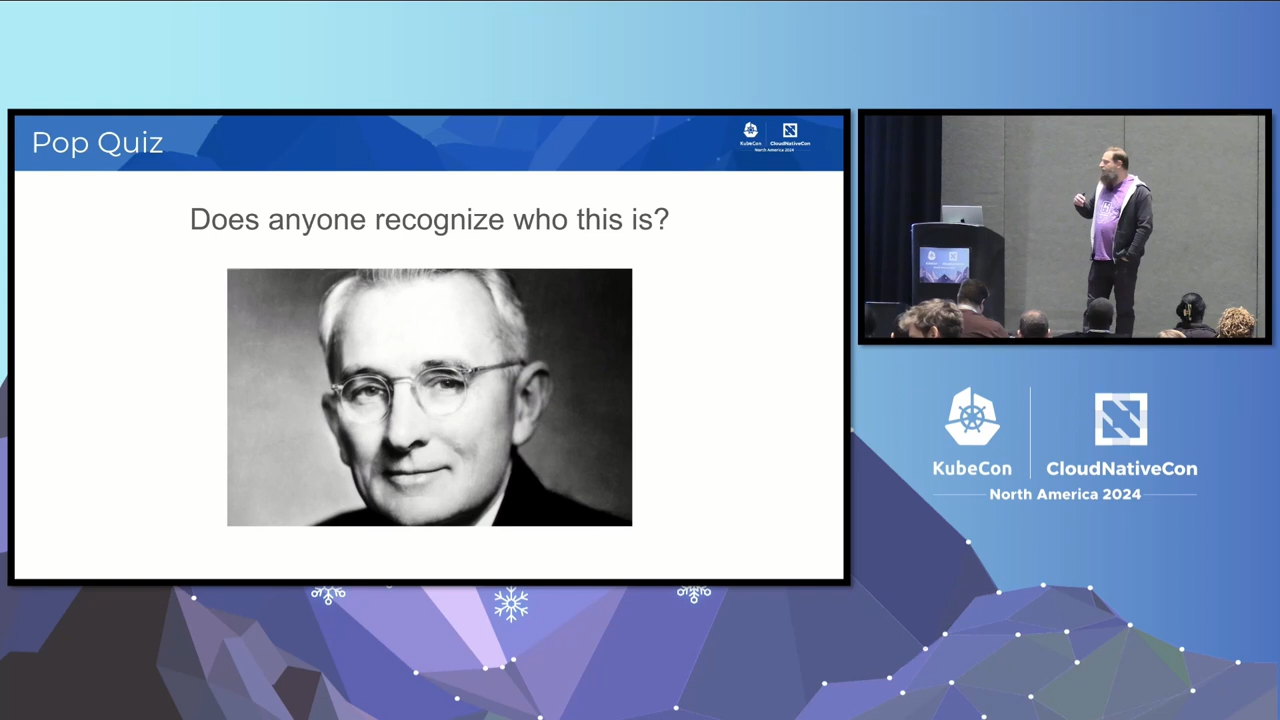 Pop Quiz
KubeCon
CloudNativeCon
North America 2024
Does anyone recognize who this is?
KubeCon
CloudNativeCon
North America 2024